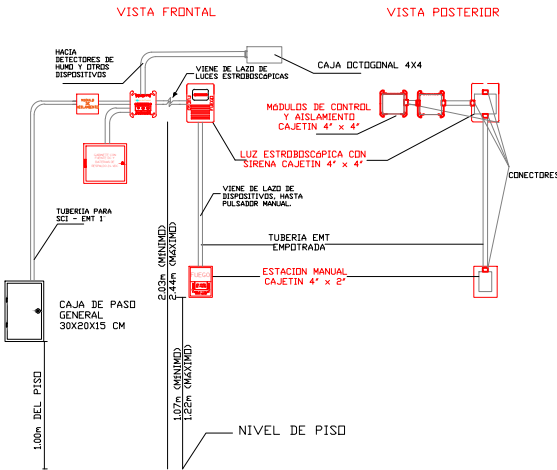 VISTA FRONTAL
VISTA POSTERIOR
HACIA
DETECTORES DE
HUMO Y OTROS
DISPOSITIVOS
VIENE DE LAZO DE
LUCES ESTROBOSCÓPICAS
CAJA OCTOGONAL 4X4
MóDULOS DE CONTROL
Y AISLAMIENTO
CAJETIN 4" x 4"
LUZ ESTROBOSCóPICA CON
SIRENA CAJETIN 4" x 4"
CONECTORES
VIENE DE LAZO DE
DISPOSITIVOS, HASTA
PULSADOR MANUAL.
TUBERIA PARA
SCI - EMT 1"
TUBERIA EMT
EMPOTRADA
FUEGO
ESTACION MANUAL
CAJETIN 4" x 2"
2.03m (MíNIMO)
2.44m (MáXIMO)
CAJA DE PASO
GENERAL
30X20X15 CM
1.07m (MíNIMO)
1.22m (MáXIMO)
1.00m DEL PISO
NIVEL DE PISO